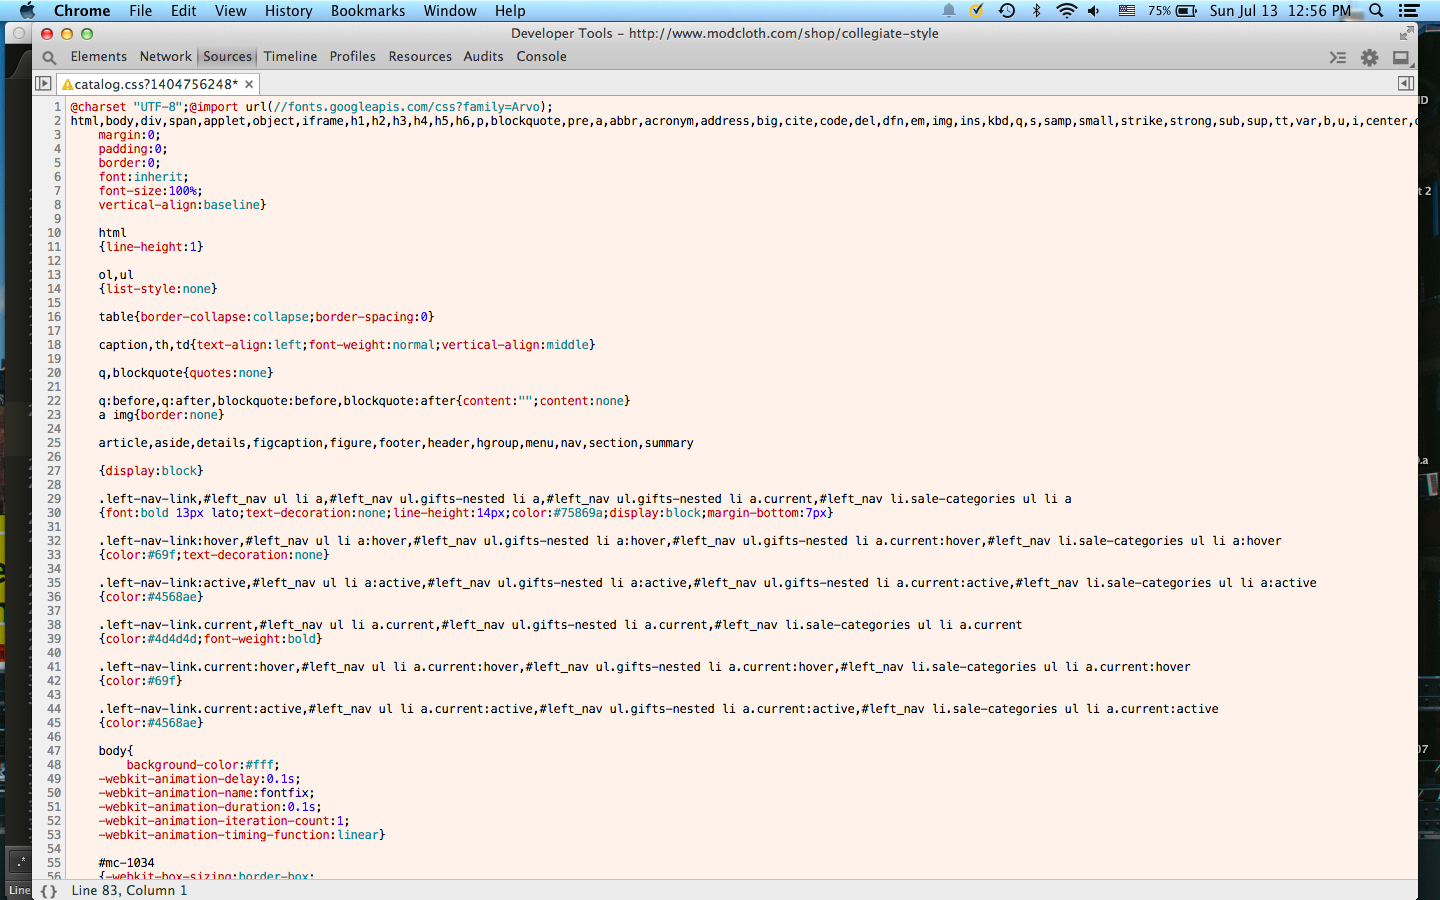 Chrome File Edit View History Bookmarks Window Help 75% Sun Jul 13 12:56 PM
Developer Tools - http://www.modcloth.com/shop/collegiate-style
Elements Network Sources Timeline Profiles Resources Audits Console
catalog.css?1404756248* ×
1 @charset "UTF-8";@import url(//fonts.googleapis.com/css?family=Arvo);
2 html,body,div,span,applet,object,iframe,h1,h2,h3,h4,h5,h6,p,blockquote,pre,a,abbr,acronym,address,big,cite,code,del,dfn,em,img,ins,kbd,q,s,samp,small,strike,strong,sub,sup,tt,var,b,u,i,center,
3 margin:0;
4 padding:0;
5 border:0;
6 font:inherit;
7 font-size:100%;
8 vertical-align:baseline}
9
10 html
11 {line-height:1}
12
13 ol,ul
14 {list-style:none}
15
16 table{border-collapse:collapse;border-spacing:0}
17
18 caption,th,td{text-align:left;font-weight:normal;vertical-align:middle}
19
20 q,blockquote{quotes:none}
21
22 q:before,q:after,blockquote:before,blockquote:after{content:"";content:none}
23 a img{border:none}
24
25 article,aside,details,figcaption,figure,footer,header,hgroup,menu,nav,section,summary
26
27 {display:block}
28
29 .left-nav-link,#left_nav ul li a,#left_nav ul.gifts-nested li a,#left_nav ul.gifts-nested li a.current,#left_nav li.sale-categories ul li a
30 {font:bold 13px lato;text-decoration:none;line-height:14px;color:#75869a;display:block;margin-bottom:7px}
31
32 .left-nav-link:hover,#left_nav ul li a:hover,#left_nav ul.gifts-nested li a:hover,#left_nav ul.gifts-nested li a.current:hover,#left_nav li.sale-categories ul li a:hover
33 {color:#69f;text-decoration:none}
34
35 .left-nav-link:active,#left_nav ul li a:active,#left_nav ul.gifts-nested li a:active,#left_nav ul.gifts-nested li a.current:active,#left_nav li.sale-categories ul li a:active
36 {color:#4568ae}
37
38 .left-nav-link.current,#left_nav ul li a.current,#left_nav ul.gifts-nested li a.current,#left_nav li.sale-categories ul li a.current
39 {color:#4d4d4d;font-weight:bold}
40
41 .left-nav-link.current:hover,#left_nav ul li a.current:hover,#left_nav ul.gifts-nested li a.current:hover,#left_nav li.sale-categories ul li a.current:hover
42 {color:#69f}
43
44 .left-nav-link.current:active,#left_nav ul li a.current:active,#left_nav ul.gifts-nested li a.current:active,#left_nav li.sale-categories ul li a.current:active
45 {color:#4568ae}
46
47 body{
48 background-color:#fff;
49 -webkit-animation-delay:0.1s;
50 -webkit-animation-name:fontfix;
51 -webkit-animation-duration:0.1s;
52 -webkit-animation-iteration-count:1;
53 -webkit-animation-timing-function:linear}
54
55 #mc-1034
56 {-webkit-box-sizing:border-box;
Line {} Line 83, Column 1